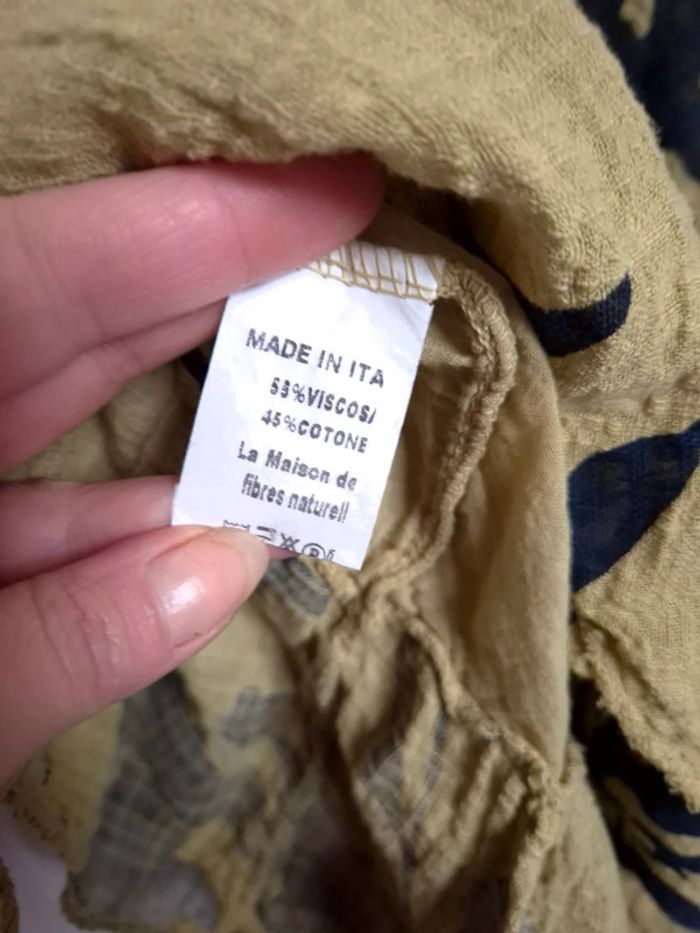 MADE IN ITA
55%VISCOS
45%COTONE
La Maison de
fibres naturell